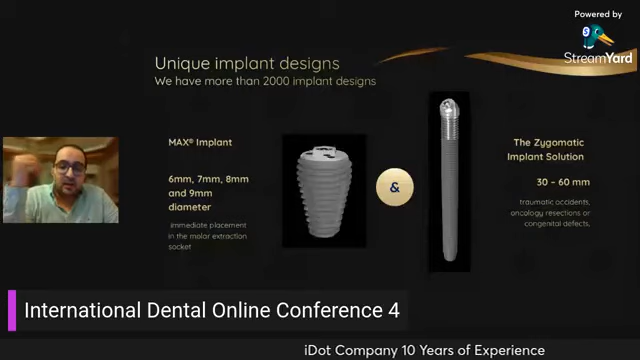 Powered by
StreamYard
Unique implant designs
We have more than 2000 implant designs
MAX® Implant
6mm, 7mm, 8mm
and 9mm
diameter
immediate placement
in the molar extraction
socket
&
The Zygomatic
Implant Solution
30 – 60 mm
traumatic accidents,
oncology resections or
congenital defects.
International Dental Online Conference 4
iDot Company 10 Years of Experience